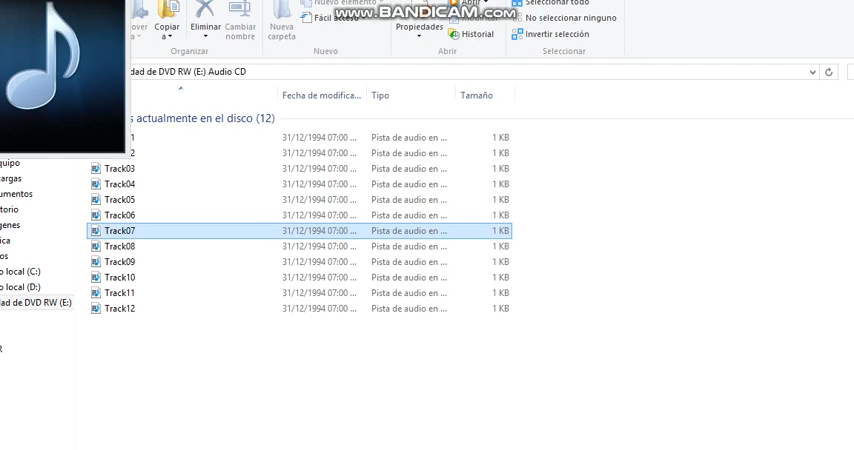 Nuevo elemento
Abrir
Seleccionar todo
www.BANDICAM.com
over
a
Copiar
a
Eliminar
Cambiar
nombre
Nueva
carpeta
Fácil acceso
Propiedades
Modificar
Historial
No seleccionar ninguno
Invertir selección
Organizar
Nuevo
Abrir
Seleccionar
dad de DVD RW (E:) Audio CD
Fecha de modifica...
Tipo
Tamaño
s actualmente en el disco (12)
1 31/12/1994 07:00 ... Pista de audio en ... 1 KB
2 31/12/1994 07:00 ... Pista de audio en ... 1 KB
Track03 31/12/1994 07:00 ... Pista de audio en ... 1 KB
Track04 31/12/1994 07:00 ... Pista de audio en ... 1 KB
Track05 31/12/1994 07:00 ... Pista de audio en ... 1 KB
Track06 31/12/1994 07:00 ... Pista de audio en ... 1 KB
Track07 31/12/1994 07:00 ... Pista de audio en ... 1 KB
Track08 31/12/1994 07:00 ... Pista de audio en ... 1 KB
Track09 31/12/1994 07:00 ... Pista de audio en ... 1 KB
Track10 31/12/1994 07:00 ... Pista de audio en ... 1 KB
Track11 31/12/1994 07:00 ... Pista de audio en ... 1 KB
Track12 31/12/1994 07:00 ... Pista de audio en ... 1 KB
quipo
cargas
umentos
torio
genes
ica
os
o local (C:)
o local (D:)
dad de DVD RW (E:)
R